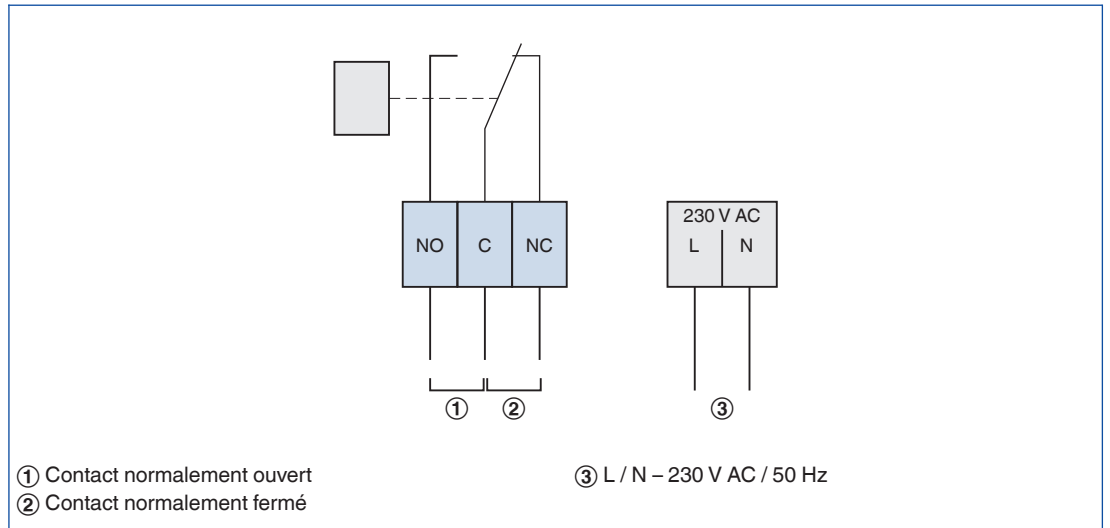 230 V AC
NO C NC
L N
① ② ③
① Contact normalement ouvert
② Contact normalement fermé
③ L / N – 230 V AC / 50 Hz